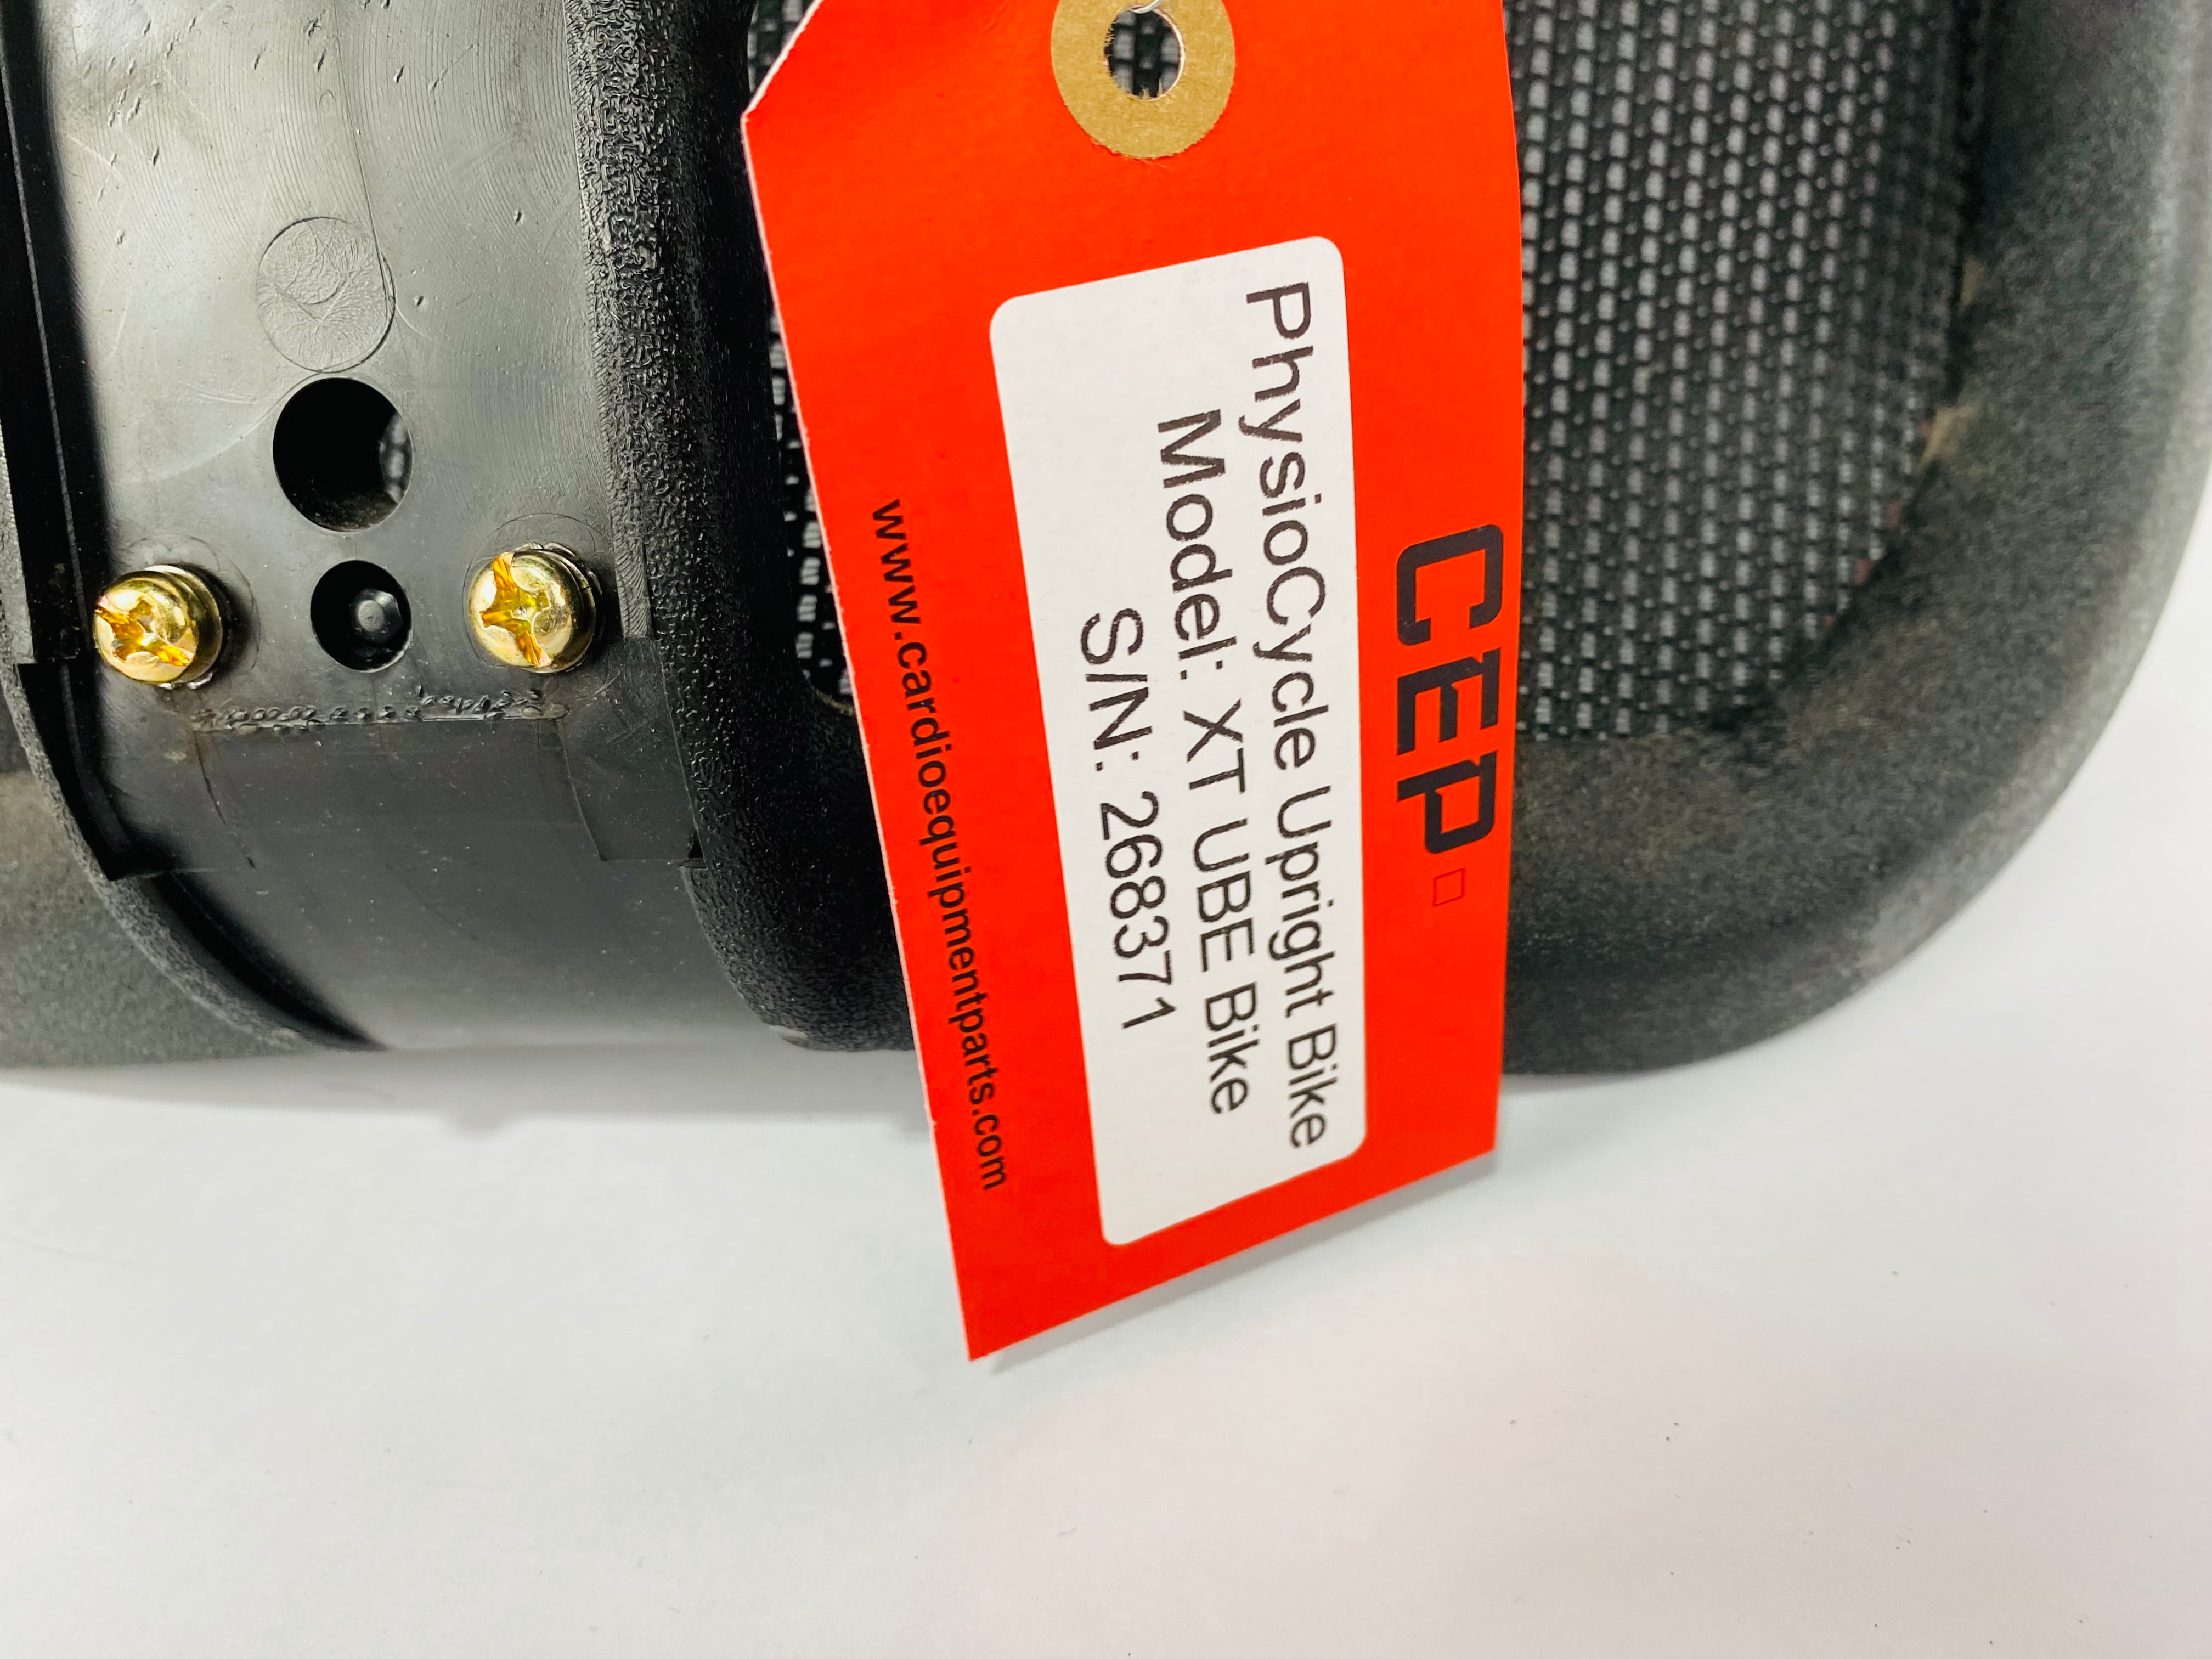 CEP
PhysioCycle Upright Bike
Model: XT UBE Bike
S/N: 268371
www.cardioequipmentparts.com